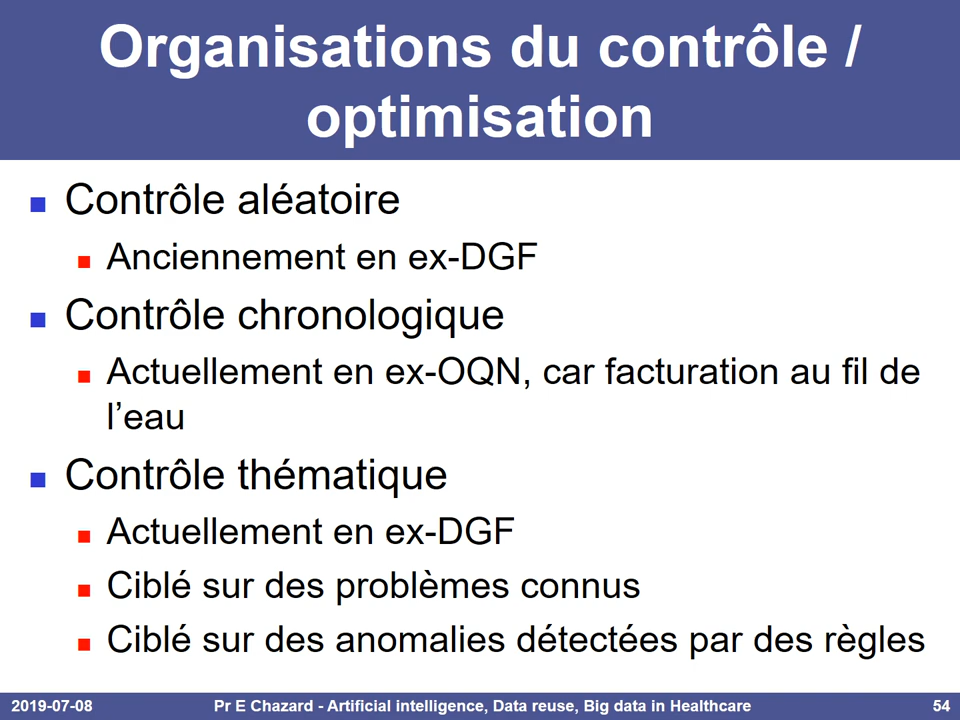 Organisations du contrôle /
optimisation
Contrôle aléatoire
Anciennement en ex-DGF
Contrôle chronologique
Actuellement en ex-OQN, car facturation au fil de
l’eau
Contrôle thématique
Actuellement en ex-DGF
Ciblé sur des problèmes connus
Ciblé sur des anomalies détectées par des règles
2019-07-08
Pr E Chazard - Artificial intelligence, Data reuse, Big data in Healthcare
54